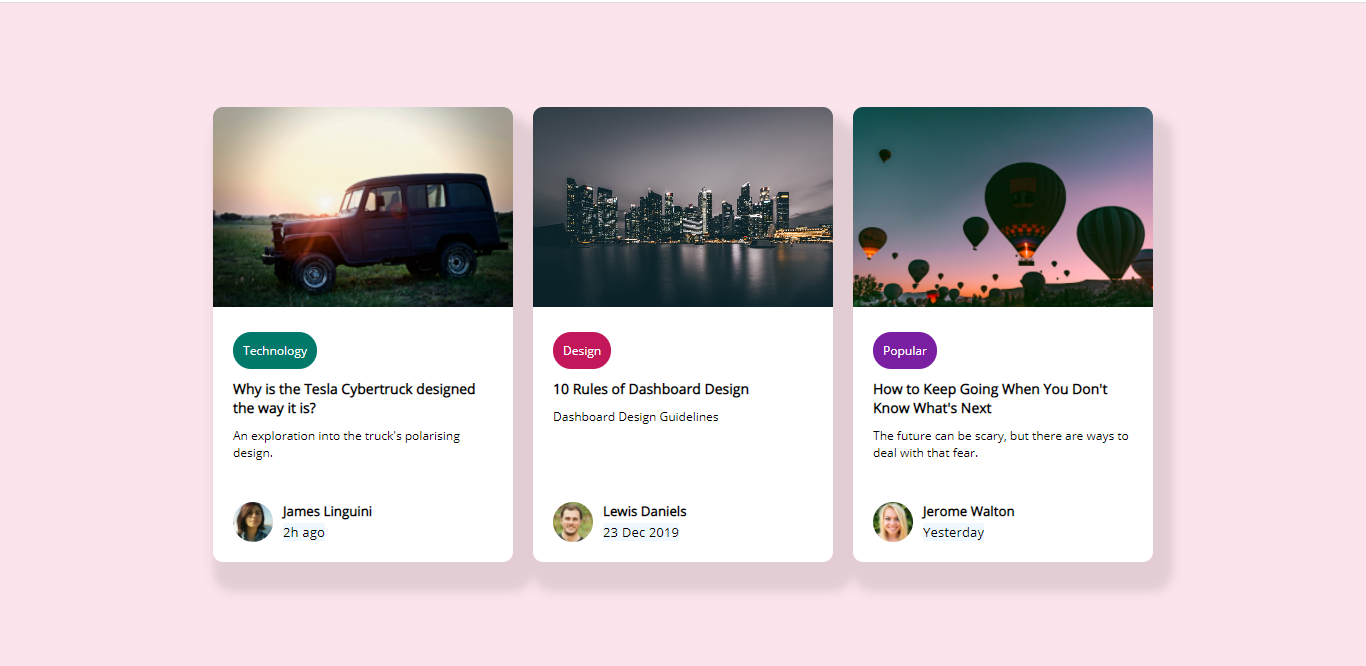 Technology
Why is the Tesla Cybertruck designed
the way it is?
An exploration into the truck's polarising
design.
James Linguini
2h ago
Design
10 Rules of Dashboard Design
Dashboard Design Guidelines
Lewis Daniels
23 Dec 2019
Popular
How to Keep Going When You Don't
Know What's Next
The future can be scary, but there are ways to
deal with that fear.
Jerome Walton
Yesterday